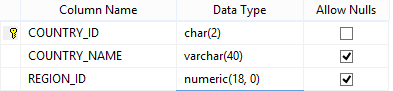 Column Name Data Type Allow Nulls
COUNTRY_ID char(2)
COUNTRY_NAME varchar(40)
REGION_ID numeric(18, 0)